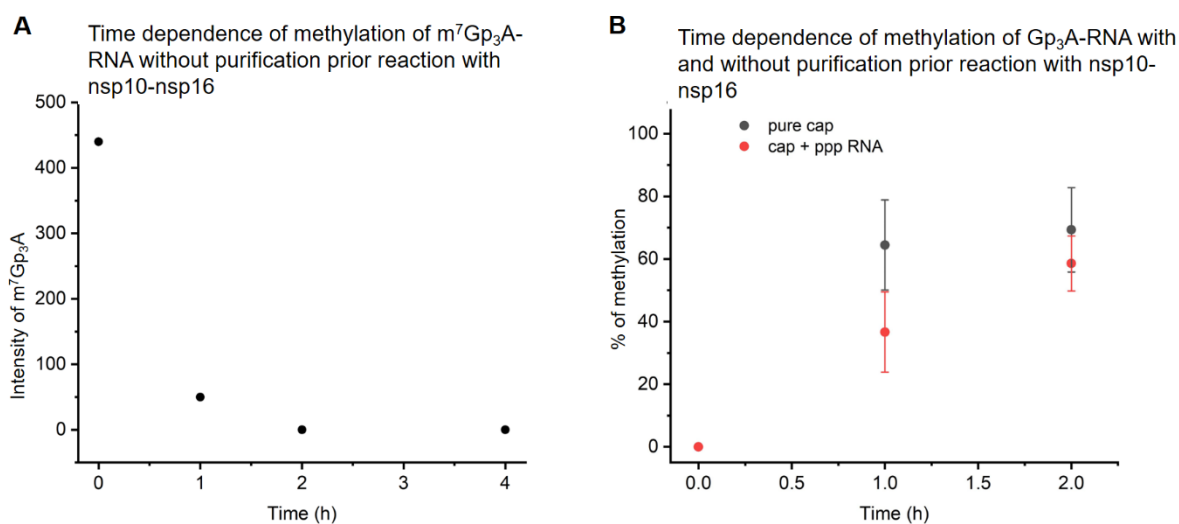 A
Time dependence of methylation of m⁷Gp₃A-
RNA without purification prior reaction with
nsp10-nsp16
500
400
300
200
100
0
Intensity of m⁷Gp₃A
0 1 2 3 4
Time (h)
B
Time dependence of methylation of Gp₃A-RNA with
and without purification prior reaction with nsp10-
nsp16
pure cap
cap + ppp RNA
100
80
60
40
20
0
% of methylation
0.0 0.5 1.0 1.5 2.0
Time (h)